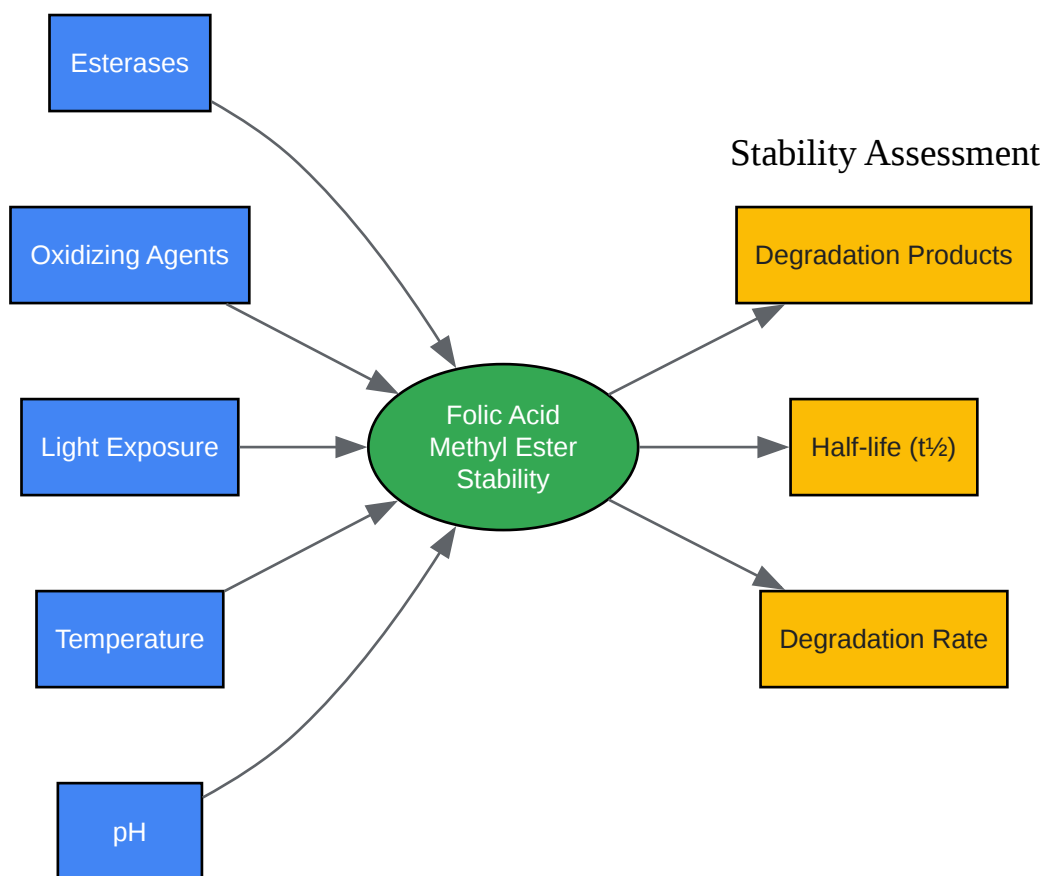 Esterases
Stability Assessment
Oxidizing Agents
Degradation Products
Light Exposure
Folic Acid
Methyl Ester
Stability
Half-life (t½)
Temperature
Degradation Rate
pH